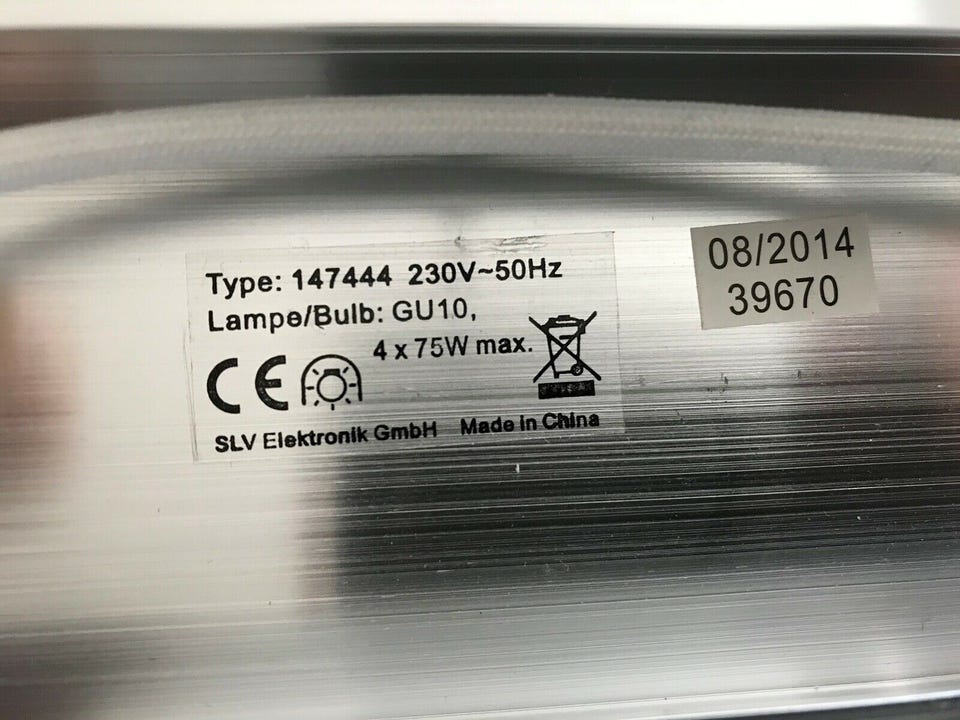 Type: 147444 230V~50Hz
Lampe/Bulb: GU10,
4 x 75W max.
CE
SLV Elektronik GmbH Made in China
08/2014
39670